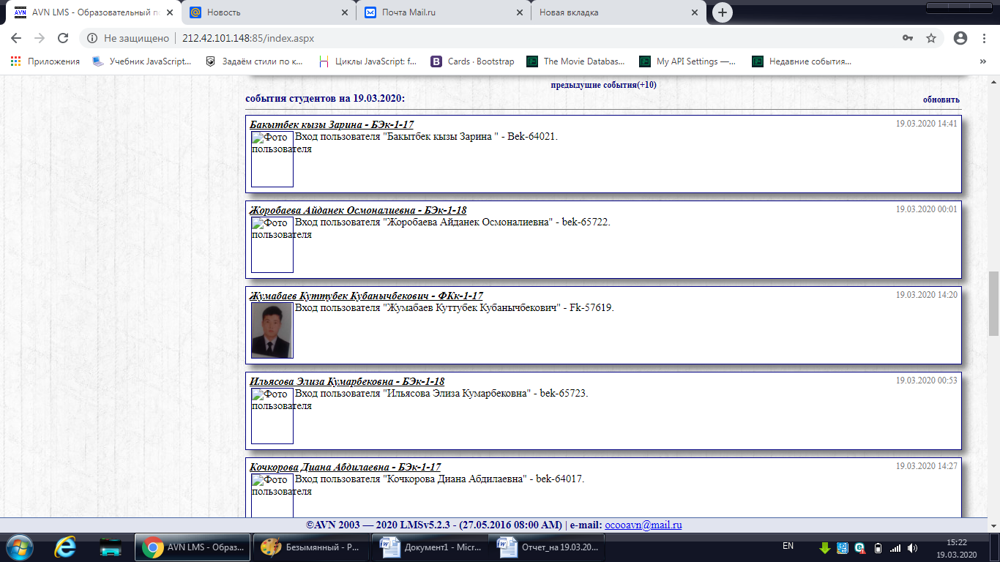 AVN LMS - Образовательный п
Новость
Почта Mail.ru
Новая вкладка
Не защищено
212.42.101.148:85/index.aspx
Приложения
Учебник JavaScript...
Задаём стили по к...
Циклы JavaScript: f...
Cards · Bootstrap
The Movie Databas...
My API Settings —...
Недавние события...
предыдущие события(+10)
события студентов на 19.03.2020:
обновить
Бакытбек кызы Зарина - БЭк-1-17
19.03.2020 14:41
Фото пользователя
Вход пользователя "Бакытбек кызы Зарина " - Bek-64021.
Жоробаева Айданек Осмоналиевна - БЭк-1-18
19.03.2020 00:01
Фото пользователя
Вход пользователя "Жоробаева Айданек Осмоналиевна" - bek-65722.
Жумабаев Куттубек Кубанычбекович - ФКк-1-17
19.03.2020 14:20
Вход пользователя "Жумабаев Куттубек Кубанычбекович" - Fk-57619.
Ильясова Элиза Кумарбековна - БЭк-1-18
19.03.2020 00:53
Фото пользователя
Вход пользователя "Ильясова Элиза Кумарбековна" - bek-65723.
Кочкорова Диана Абдилаевна - БЭк-1-17
19.03.2020 14:27
Фото пользователя
Вход пользователя "Кочкорова Диана Абдилаевна" - bek-64017.
©AVN 2003 — 2020 LMSv5.2.3 - (27.05.2016 08:00 AM) | e-mail: ocooavn@mail.ru
AVN LMS - Образ...
Безымянный - P...
Документ1 - Micr...
Отчет_на 19.03.20...
EN
15:22
19.03.2020